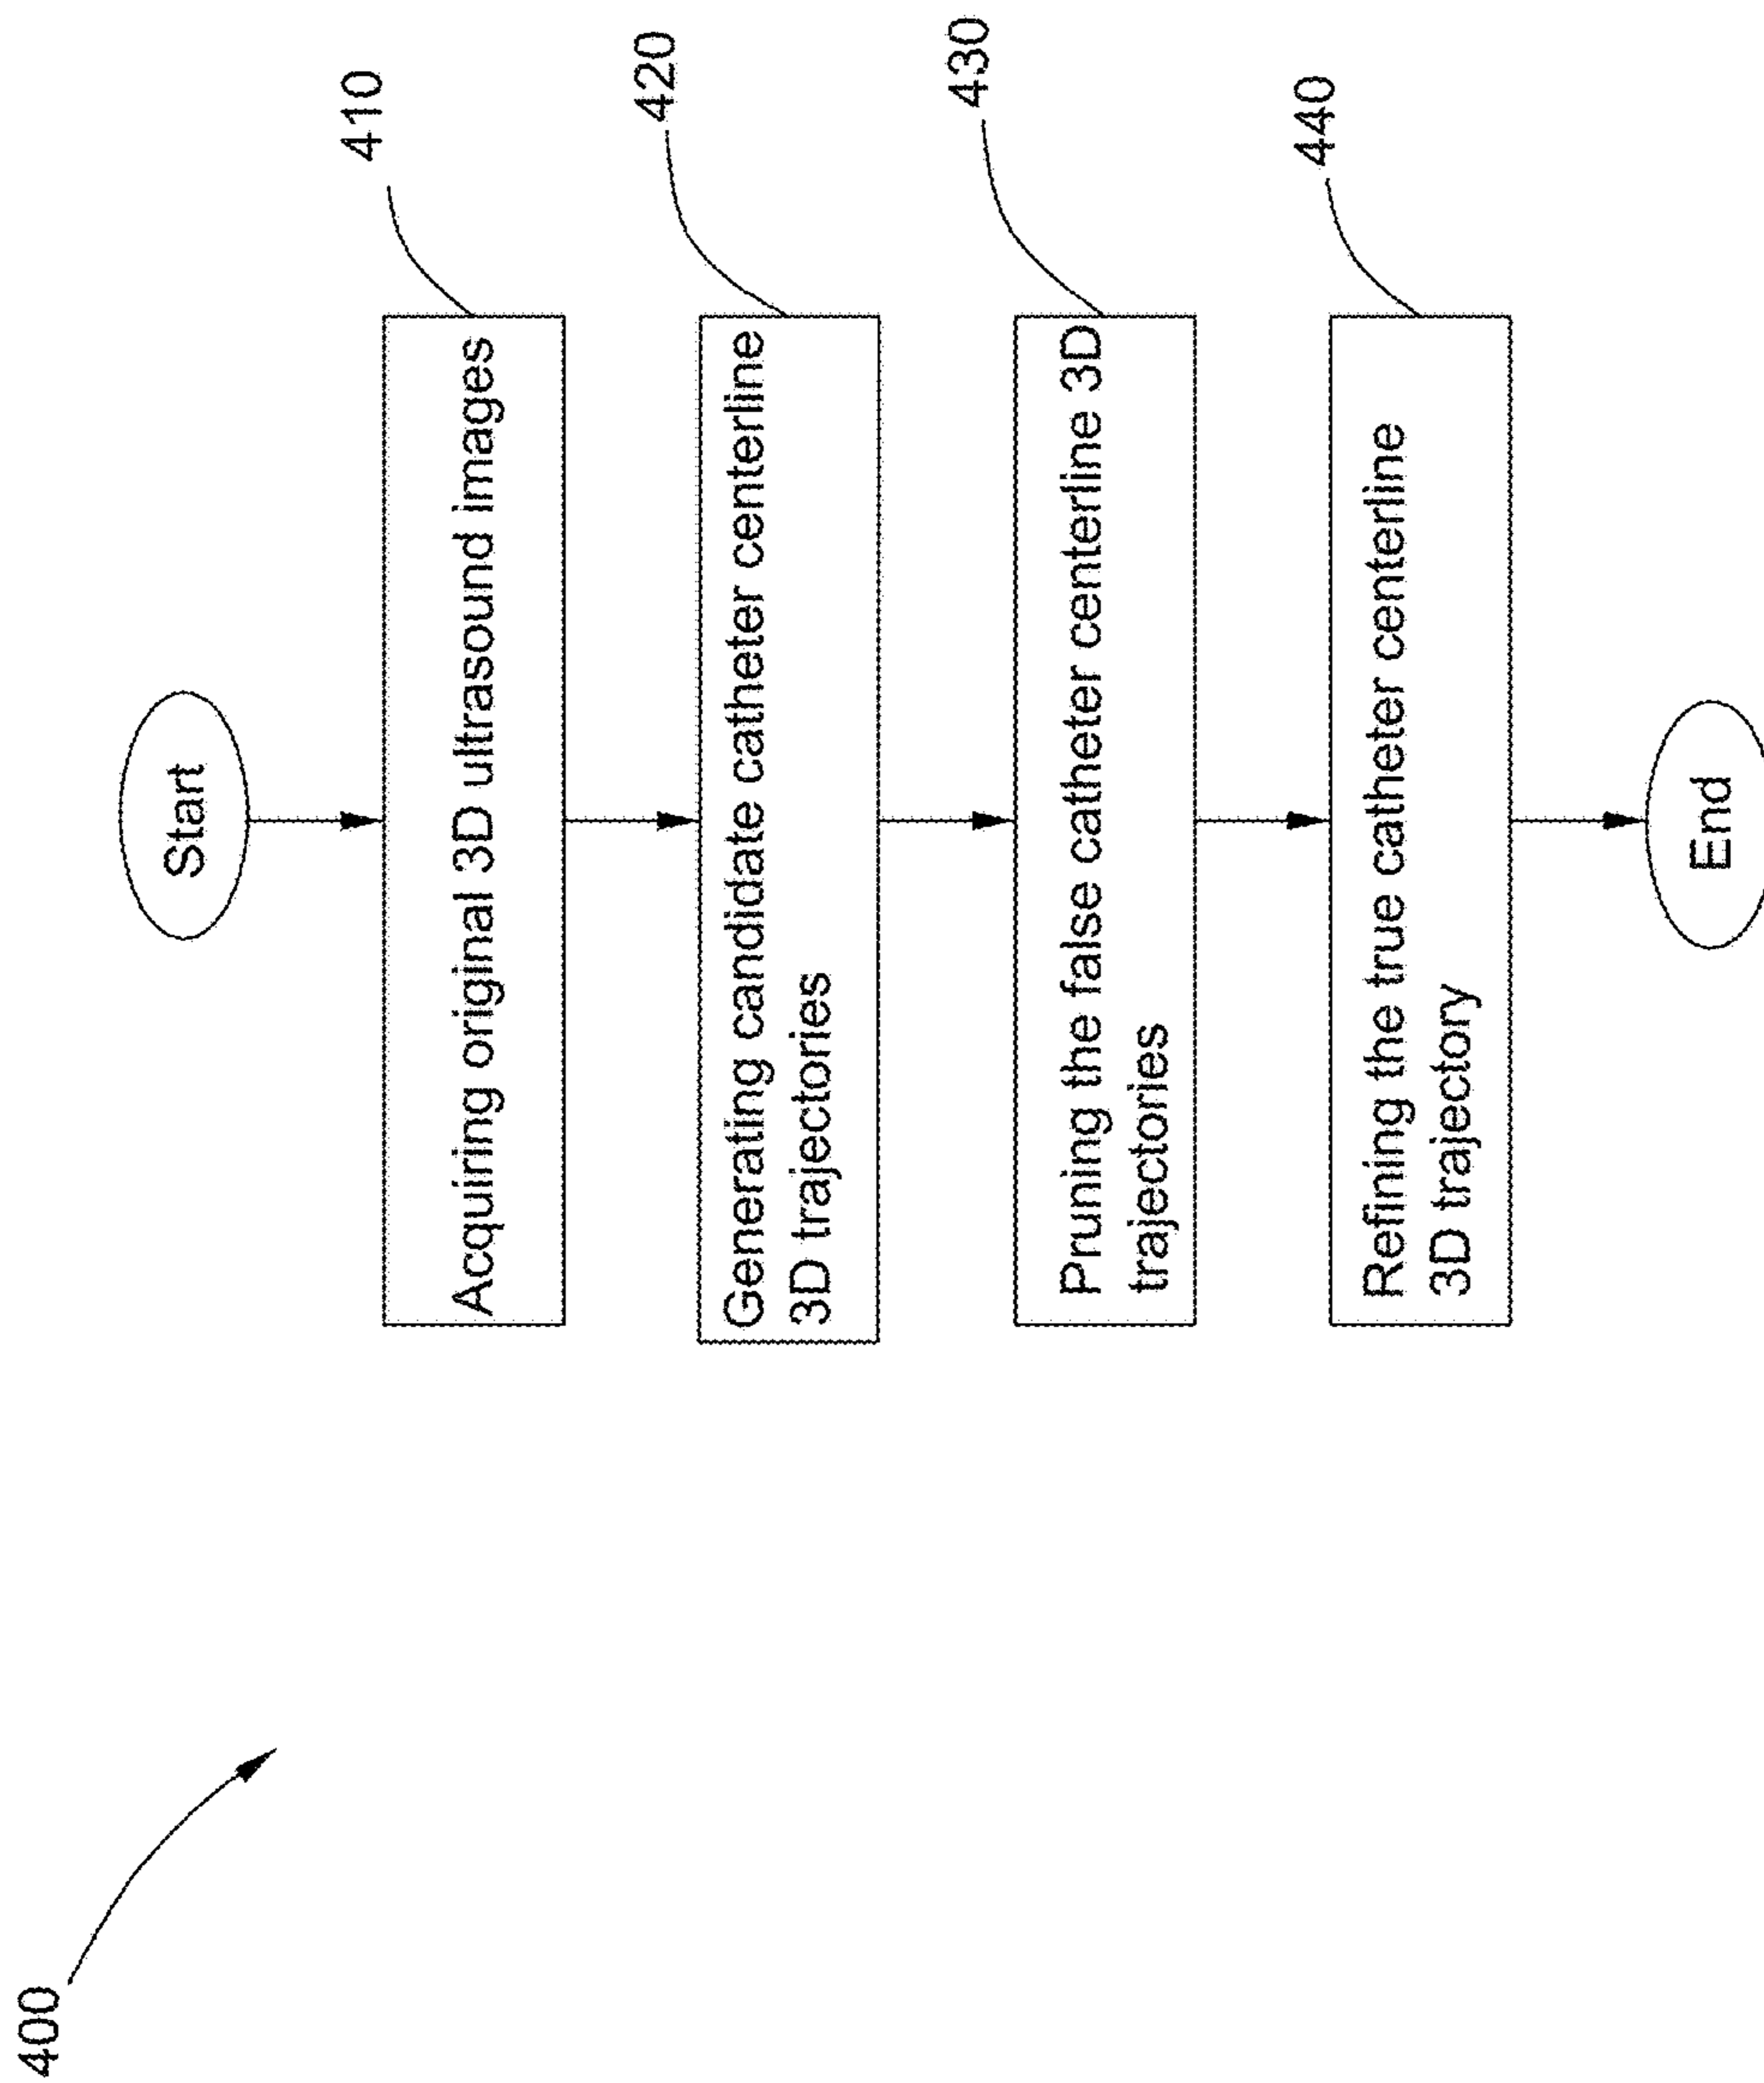 400
Start
410
Acquiring original 3D ultrasound images
420
Generating candidate catheter centerline
3D trajectories
430
Pruning the false catheter centerline 3D
trajectories
440
Refining the true catheter centerline
3D trajectory
End